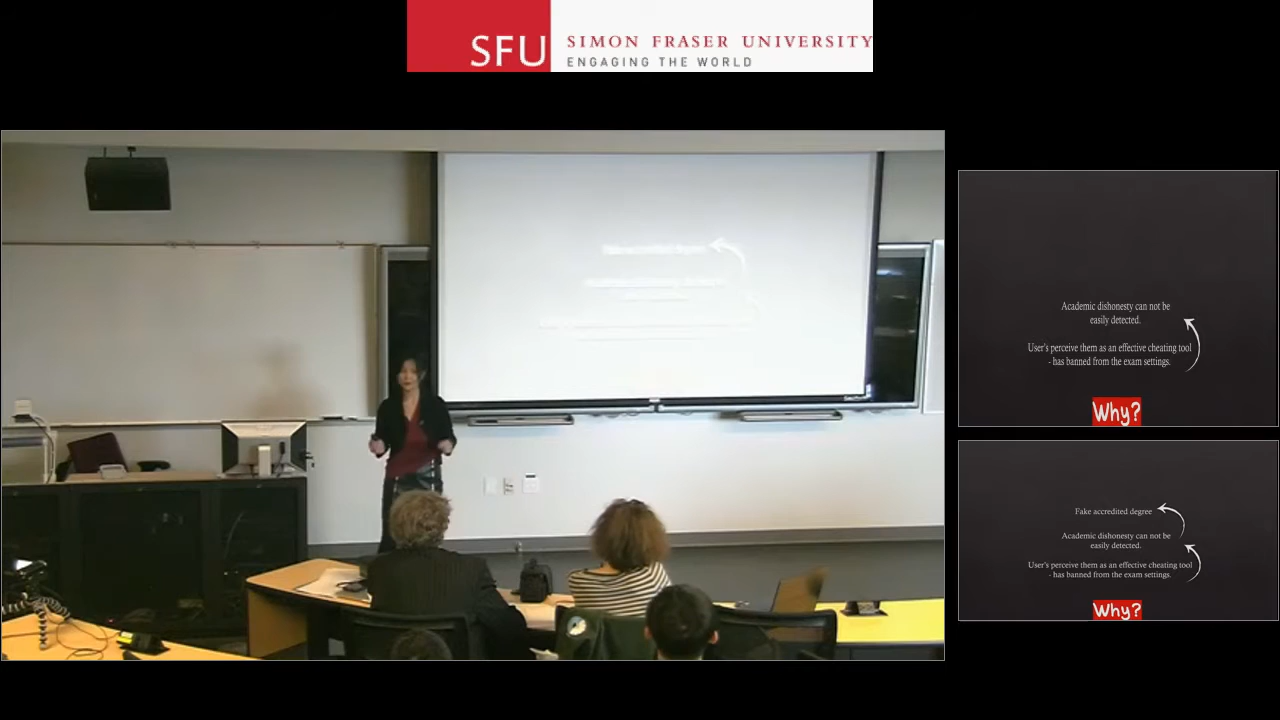 SFU
SIMON FRASER UNIVERSITY
ENGAGING THE WORLD
Academic dishonesty can not be
easily detected.
User's perceive them as an effective cheating tool
- has banned from the exam settings.
Why?
Fake accredited degree
Academic dishonesty can not be
easily detected.
User's perceive them as an effective cheating tool
- has banned from the exam settings.
Why?